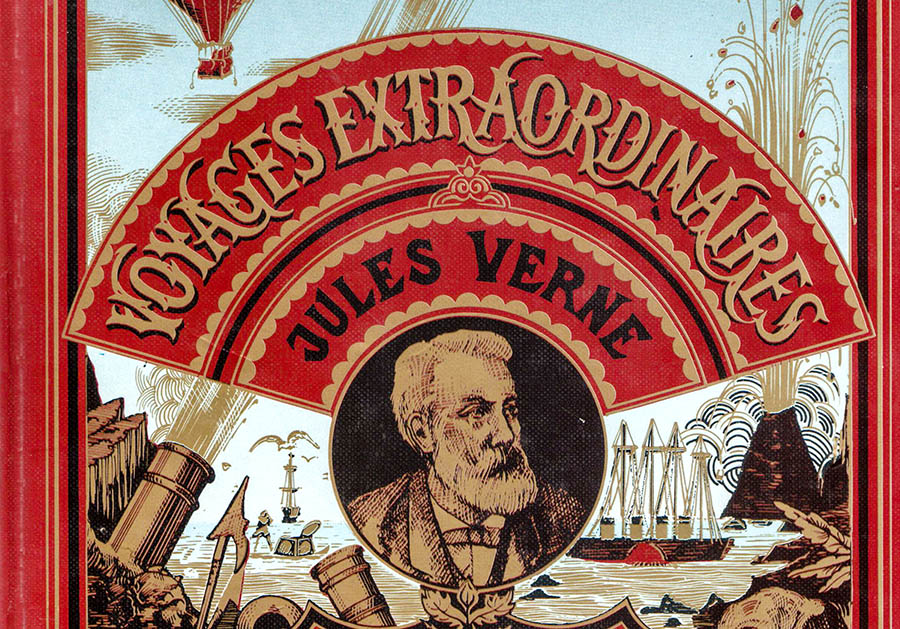 VOYAGES EXTRAORDINAIRES
JULES VERNE